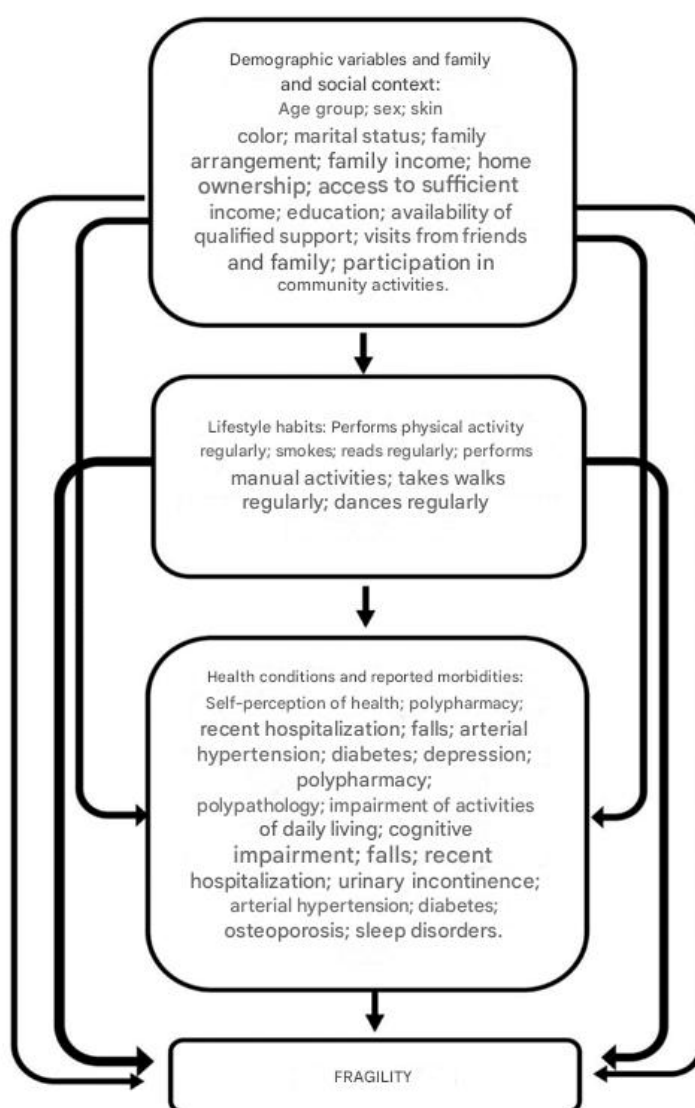 Demographic variables and family
and social context:
Age group; sex; skin
color; marital status; family
arrangement; family income; home
ownership; access to sufficient
income; education; availability of
qualified support; visits from friends
and family; participation in
community activities.
Lifestyle habits: Performs physical activity
regularly; smokes; reads regularly; performs
manual activities; takes walks
regularly; dances regularly
Health conditions and reported morbidities:
Self-perception of health; polypharmacy;
recent hospitalization; falls; arterial
hypertension; diabetes; depression;
polypharmacy;
polypathology; impairment of activities
of daily living; cognitive
impairment; falls; recent
hospitalization; urinary incontinence;
arterial hypertension; diabetes;
osteoporosis; sleep disorders.
FRAGILITY